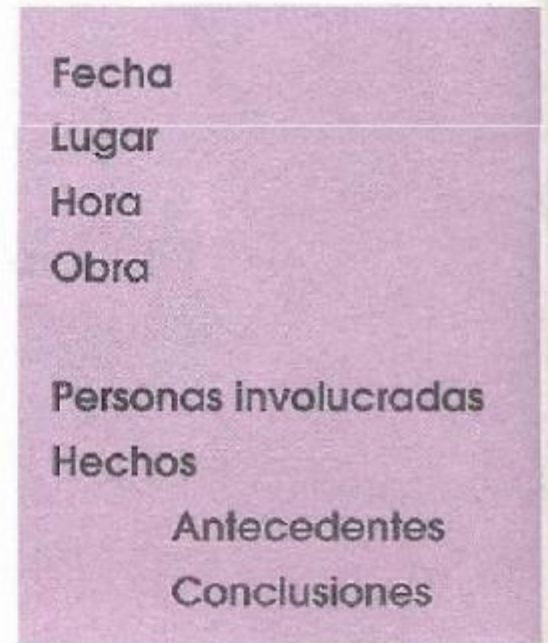 Fecha
Lugar
Hora
Obra
Personas involucradas
Hechos
Antecedentes
Conclusiones